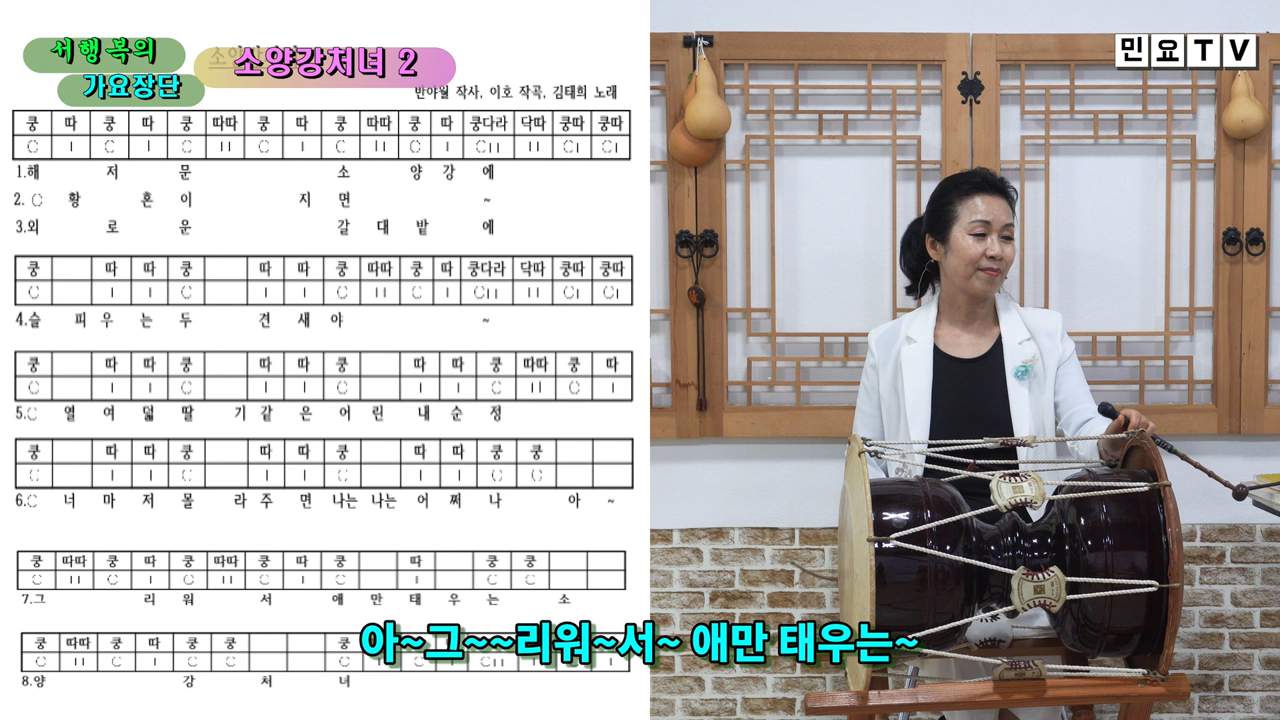 서행복의
가요장단
소양강처녀 2
민요TV
반야월 작사, 이호 작곡, 김태희 노래
쿵 따 쿵 따 쿵 따따 쿵 따 쿵 따따 쿵 따 쿵다라 닥따 쿵따 쿵따
1.해 저 문 소 양 강 에
2. 황 혼 이 지 면 ~
3.외 로 운 갈 대 밭 에
쿵 따 따 쿵 따 따 쿵 따따 쿵 따 쿵다라 닥따 쿵따 쿵따
4.슬 피 우 는 두 견 새 야 ~
쿵 따 따 쿵 따 따 쿵 따 따 쿵 따따 쿵 따
5. 열 여 덟 딸 기 같 은 어 린 내 순 정
쿵 따 따 쿵 따 따 쿵 따 따 쿵 쿵
6. 너 마 저 몰 라 주 면 나는 나는 어 쩌 나 아 ~
쿵 따따 쿵 따 쿵 따따 쿵 따 쿵 따 쿵 쿵
7.그 리 워 서 애 만 태 우 는 소
쿵 따따 쿵 따 쿵 쿵 쿵
8.양 강 처 녀
아~그~~리워~서~ 애만 태우는~